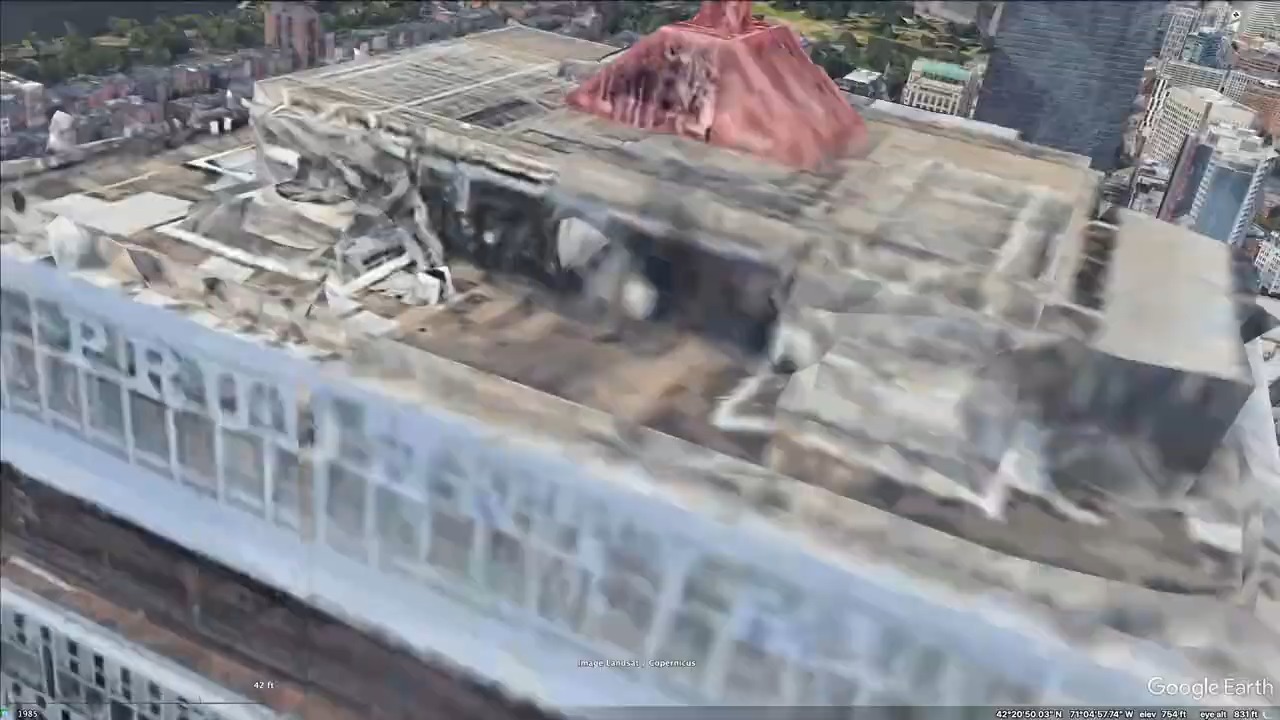 Image Landsat / Copernicus
Google Earth
42 ft
1985
42°20'50.03" N 71°04'57.74" W elev 754 ft eye alt 831 ft